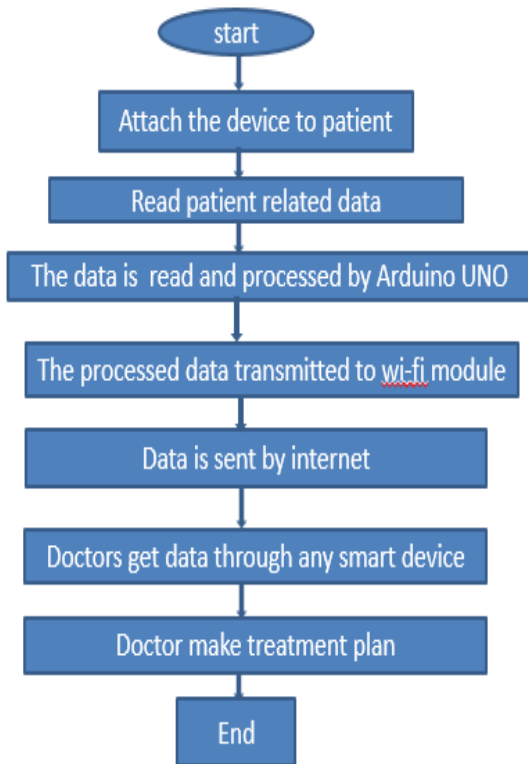 start
Attach the device to patient
Read patient related data
The data is read and processed by Arduino UNO
The processed data transmitted to wi-fi module
Data is sent by internet
Doctors get data through any smart device
Doctor make treatment plan
End